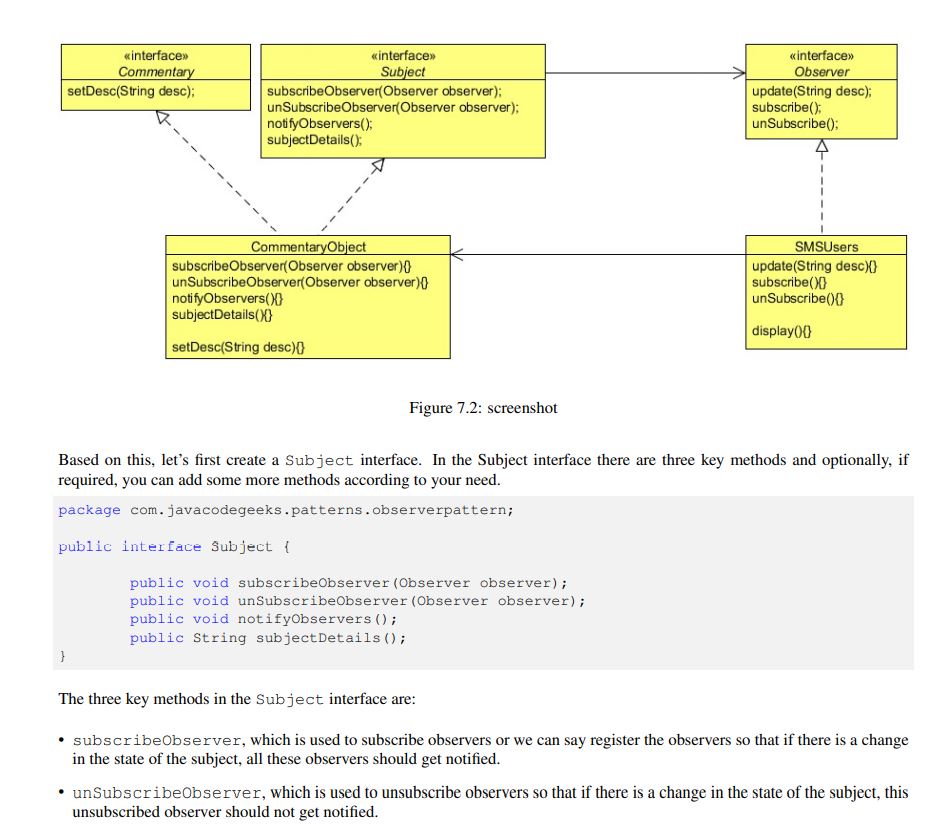 «interface»
Commentary
setDesc(String desc);
«interface»
Subject
subscribeObserver(Observer observer);
unSubscribeObserver(Observer observer);
notifyObservers();
subjectDetails();
«interface»
Observer
update(String desc);
subscribe();
unSubscribe();
CommentaryObject
subscribeObserver(Observer observer){}
unSubscribeObserver(Observer observer){}
notifyObservers(){}
subjectDetails(){}
setDesc(String desc){}
SMSUsers
update(String desc){}
subscribe(){}
unSubscribe(){}
display(){}
Figure 7.2: screenshot
Based on this, let’s first create a Subject interface. In the Subject interface there are three key methods and optionally, if
required, you can add some more methods according to your need.
package com.javacodegeeks.patterns.observerpattern;
public interface Subject {
public void subscribeObserver(Observer observer);
public void unSubscribeObserver(Observer observer);
public void notifyObservers();
public String subjectDetails();
}
The three key methods in the Subject interface are:
• subscribeObserver, which is used to subscribe observers or we can say register the observers so that if there is a change
in the state of the subject, all these observers should get notified.
• unSubscribeObserver, which is used to unsubscribe observers so that if there is a change in the state of the subject, this
unsubscribed observer should not get notified.